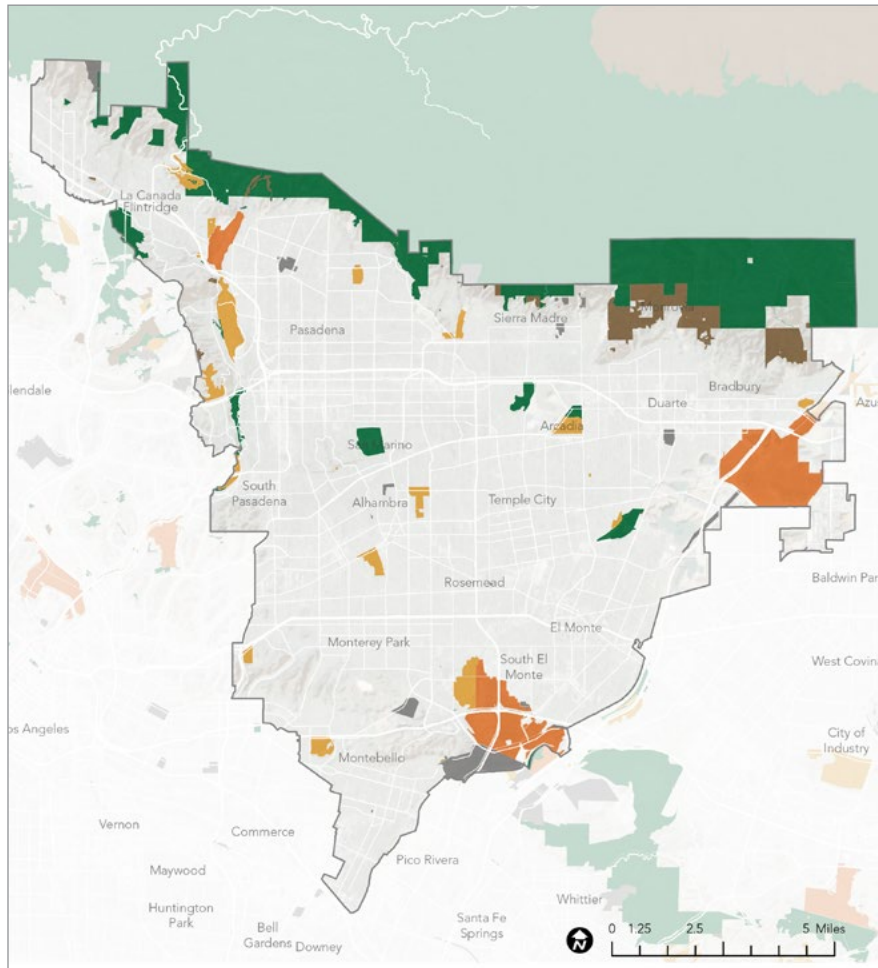 La Canada
Flintridge
Pasadena
Sierra Madre
Monrovia
lendale
Bradbury
Duarte
Azu
Arcadia
San Marino
South
Pasadena
Alhambra
Temple City
Rosemead
Baldwin Par
El Monte
Monterey Park
South El
Monte
West Covin
os Angeles
City of
Industry
Montebello
Vernon
Commerce
Pico Rivera
Maywood
Huntington
Park
Whittier
Bell
Gardens
Downey
Santa Fe
Springs
N
0 1.25 2.5 5 Miles